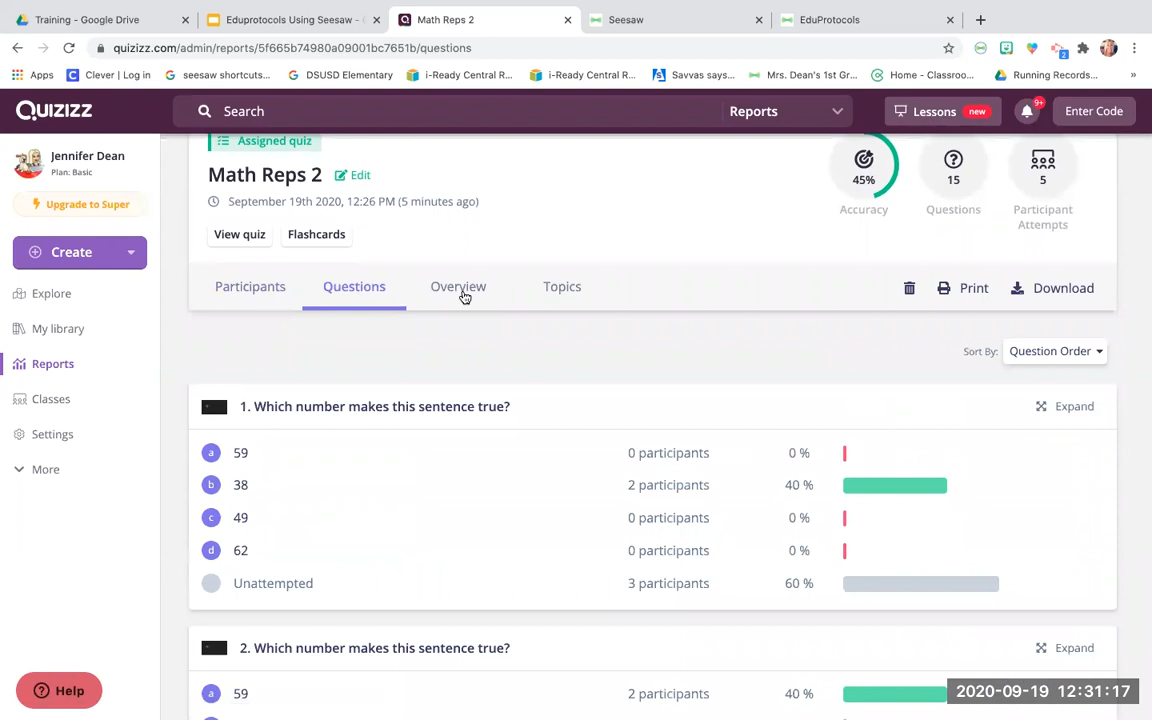 Training - Google Drive
Eduprotocols Using Seesaw -
Math Reps 2
Seesaw
EduProtocols
quizizz.com/admin/reports/5f665b74980a09001bc7651b/questions
Apps
Clever | Log in
seesaw shortcuts...
DSUSD Elementary
i-Ready Central R...
i-Ready Central R...
Savvas says...
Mrs. Dean's 1st Gr...
Home - Classroo...
Running Records...
Quizizz
Search
Reports
Lessons new
9+
Enter Code
Jennifer Dean
Plan: Basic
Upgrade to Super
Create
Explore
My library
Reports
Classes
Settings
More
Help
Assigned quiz
Math Reps 2
Edit
September 19th 2020, 12:26 PM (5 minutes ago)
View quiz
Flashcards
45%
Accuracy
15
Questions
5
Participant
Attempts
Participants
Questions
Overview
Topics
Print
Download
Sort By:
Question Order
1. Which number makes this sentence true?
Expand
a 59 0 participants 0 %
b 38 2 participants 40 %
c 49 0 participants 0 %
d 62 0 participants 0 %
Unattempted 3 participants 60 %
2. Which number makes this sentence true?
Expand
a 59 2 participants 40 %
2020-09-19 12:31:17